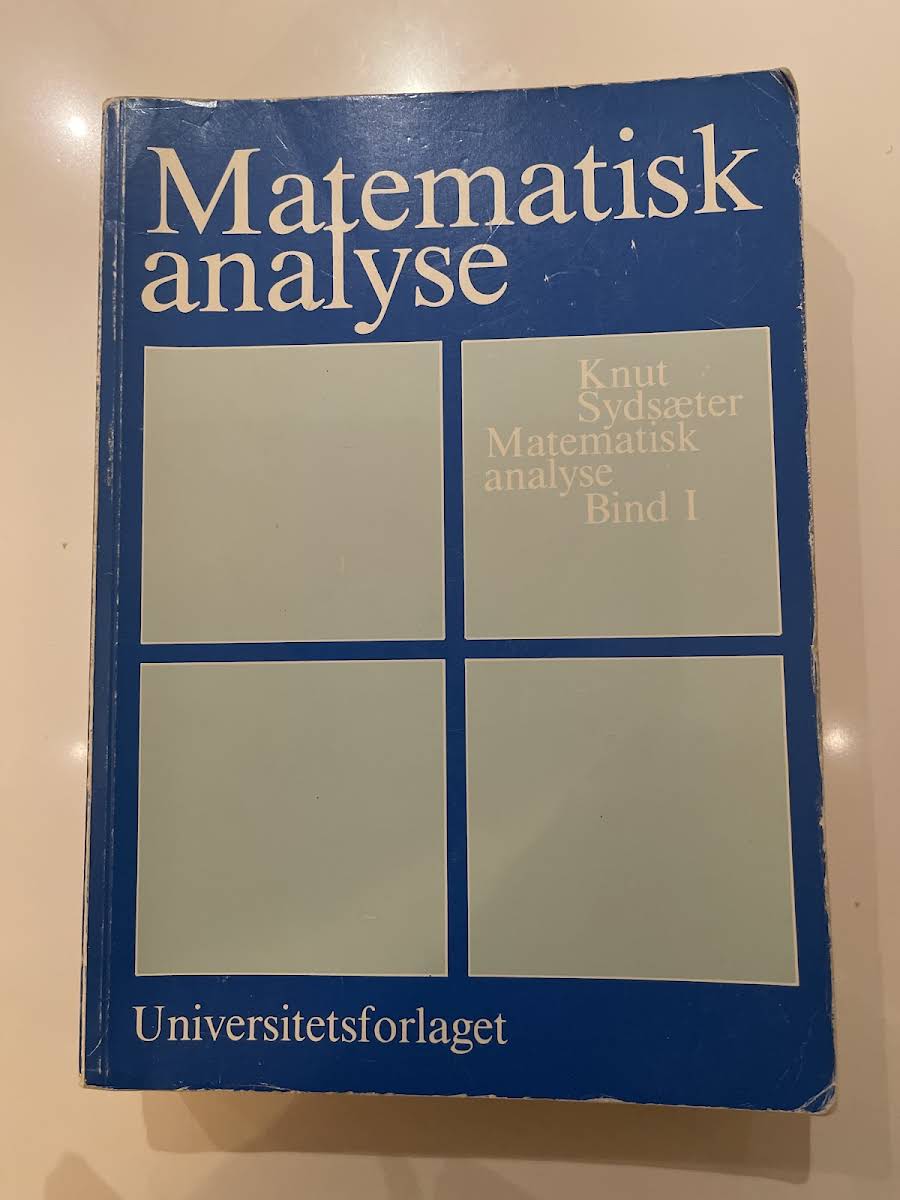 Matematisk
analyse
Knut
Sydsæter
Matematisk
analyse
Bind I
Universitetsforlaget